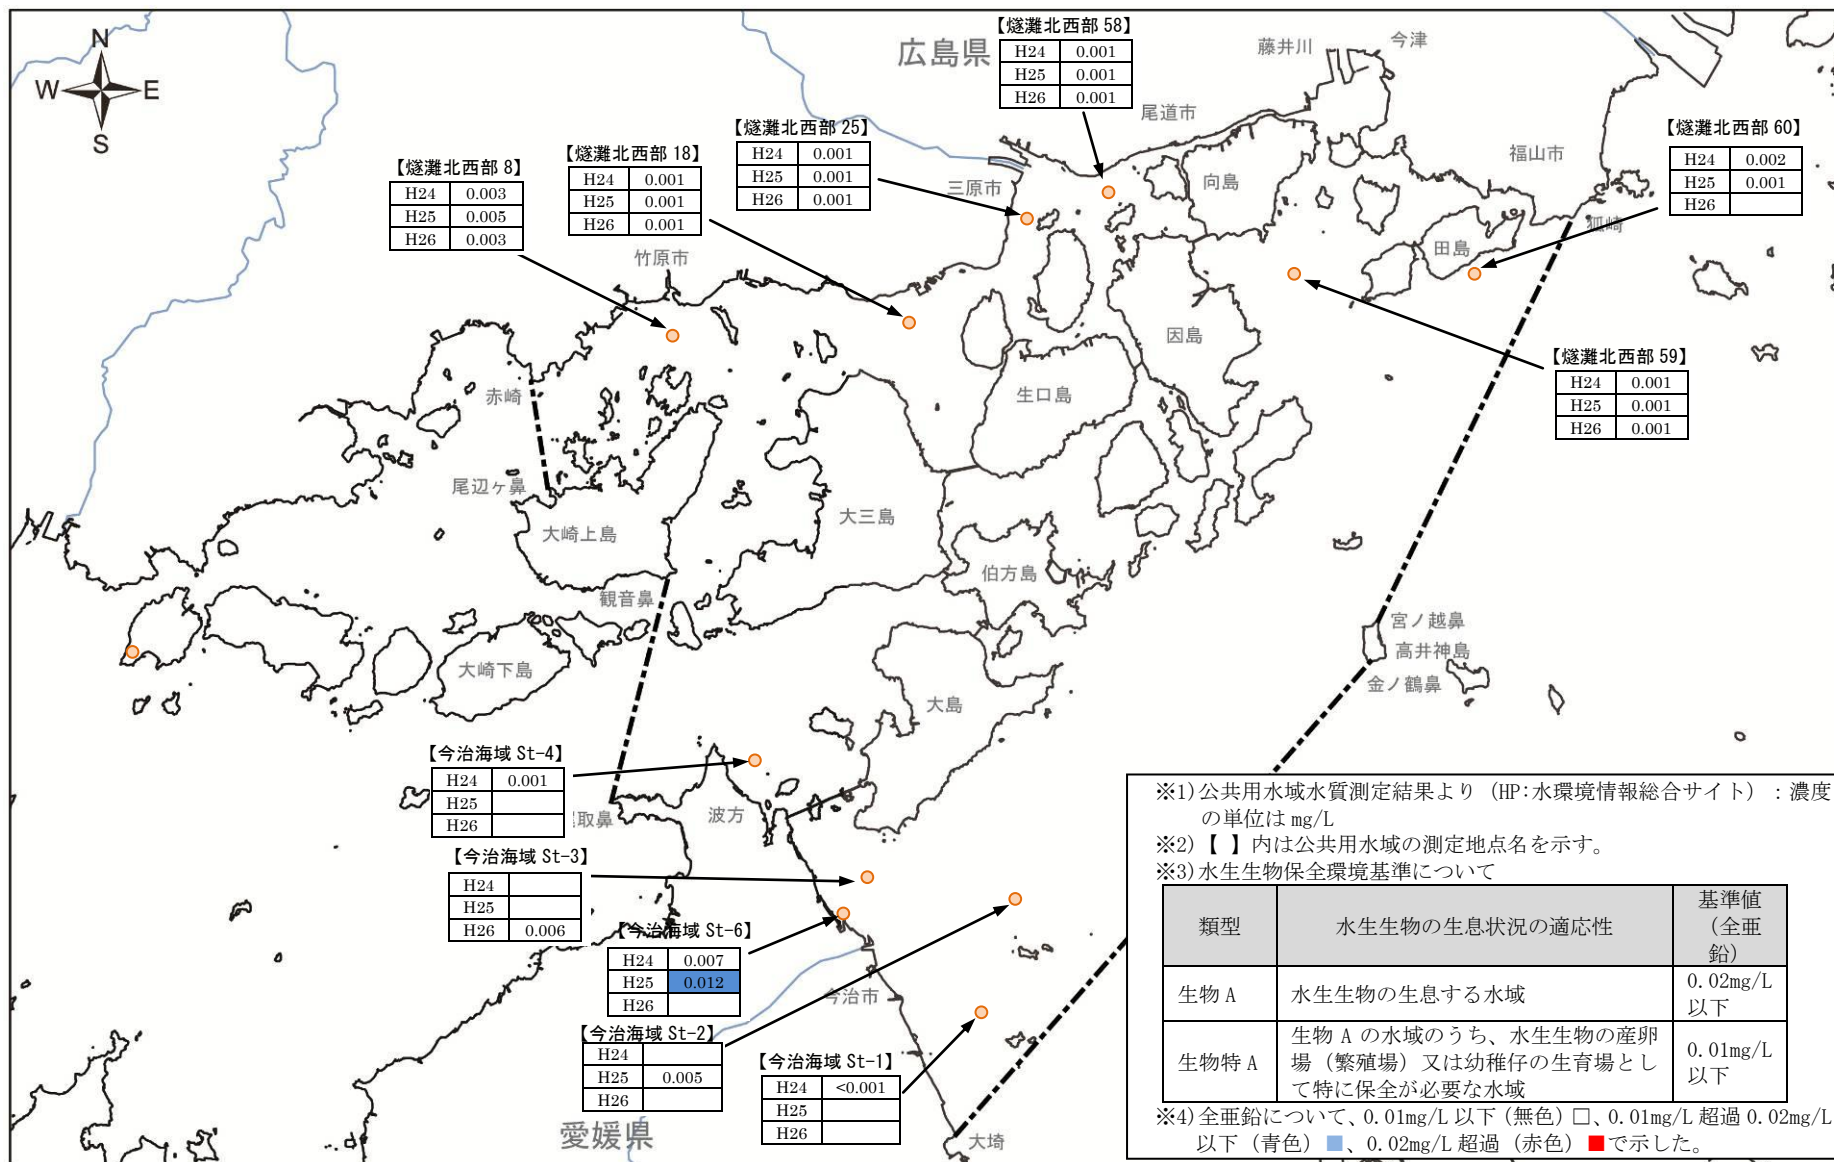 N
W E
S
広島県
【燧灘北西部 58】
H24 0.001
H25 0.001
H26 0.001
藤井川
今津
尾道市
【燧灘北西部 25】
H24 0.001
H25 0.001
H26 0.001
【燧灘北西部 18】
H24 0.001
H25 0.001
H26 0.001
【燧灘北西部 8】
H24 0.003
H25 0.005
H26 0.003
【燧灘北西部 60】
H24 0.002
H25 0.001
H26
福山市
三原市
向島
狐崎
田島
竹原市
因島
【燧灘北西部 59】
H24 0.001
H25 0.001
H26 0.001
赤崎
生口島
尾辺ヶ鼻
大崎上島
大三島
伯方島
観音鼻
宮ノ越鼻
高井神島
金ノ鶴鼻
大崎下島
大島
【今治海域 St-4】
H24 0.001
H25
H26
取鼻
波方
【今治海域 St-3】
H24
H25
H26 0.006
【今治海域 St-6】
H24 0.007
H25 0.012
H26
今治市
【今治海域 St-2】
H24
H25 0.005
H26
【今治海域 St-1】
H24 <0.001
H25
H26
愛媛県
大埼
※1)公共用水域水質測定結果より（HP:水環境情報総合サイト）：濃度
の単位は mg/L
※2)【 】内は公共用水域の測定地点名を示す。
※3)水生生物保全環境基準について
類型 水生生物の生息状況の適応性 基準値
（全亜
鉛）
生物 A 水生生物の生息する水域 0.02mg/L
以下
生物特 A 生物 A の水域のうち、水生生物の産卵
場（繁殖場）又は幼稚仔の生育場とし
て特に保全が必要な水域 0.01mg/L
以下
※4)全亜鉛について、0.01mg/L 以下（無色）□、0.01mg/L 超過 0.02mg/L
以下（青色）■、0.02mg/L 超過（赤色）■で示した。